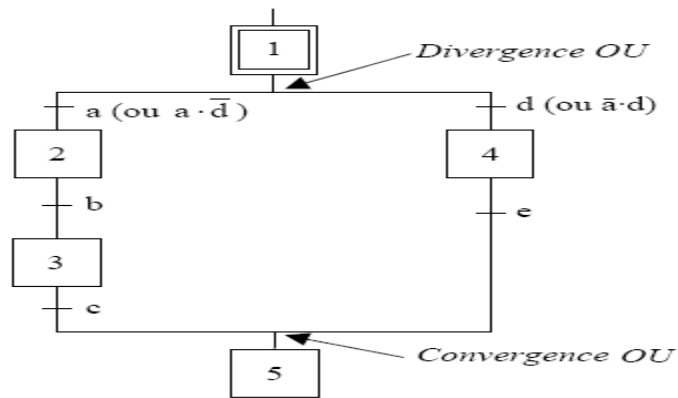 1
Divergence OU
a (ou a · d̅ )
d (ou ā·d)
2
4
b
e
3
c
Convergence OU
5